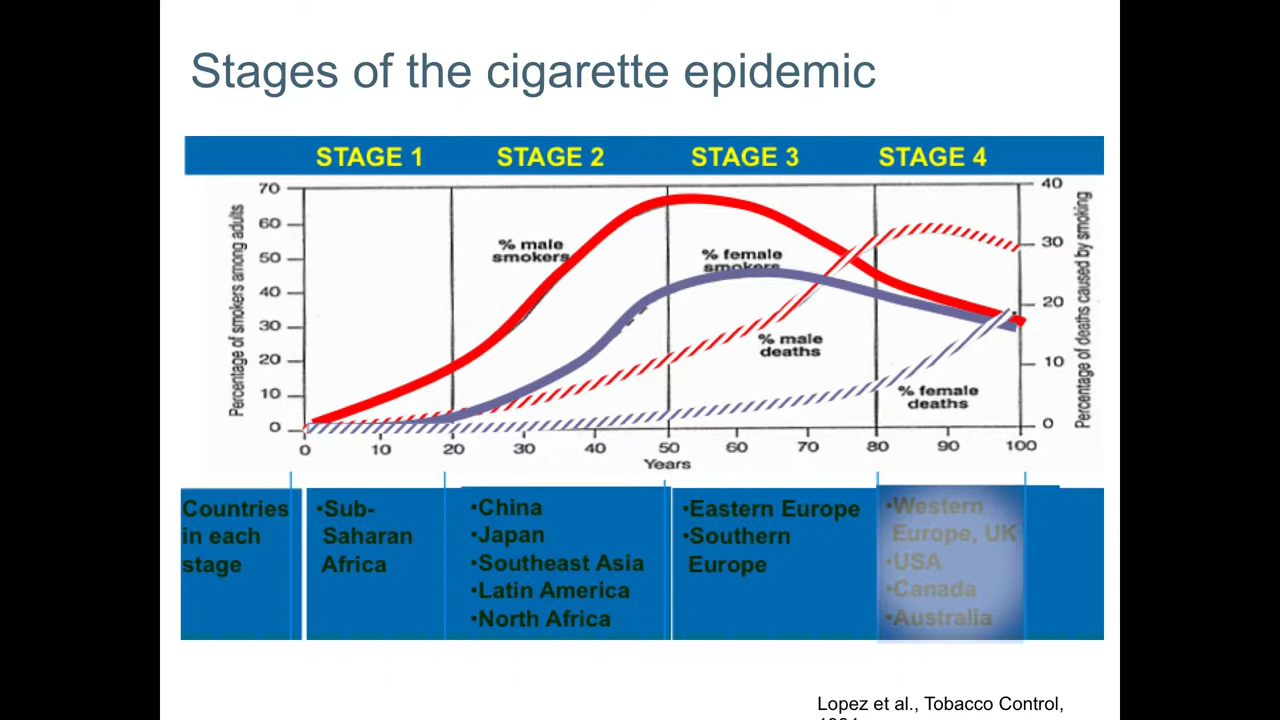 Stages of the cigarette epidemic
STAGE 1 STAGE 2 STAGE 3 STAGE 4
Percentage of smokers among adults
70
60
50
40
30
20
10
0
% male
smokers
% female
smokers
% male
deaths
% female
deaths
40
30
20
10
0
Percentage of deaths caused by smoking
0 10 20 30 40 50 60 70 80 90 100
Years
Countries
in each
stage
•Sub-
Saharan
Africa
•China
•Japan
•Southeast Asia
•Latin America
•North Africa
•Eastern Europe
•Southern
Europe
•Western
Europe, UK
•USA
•Canada
•Australia
Lopez et al., Tobacco Control,